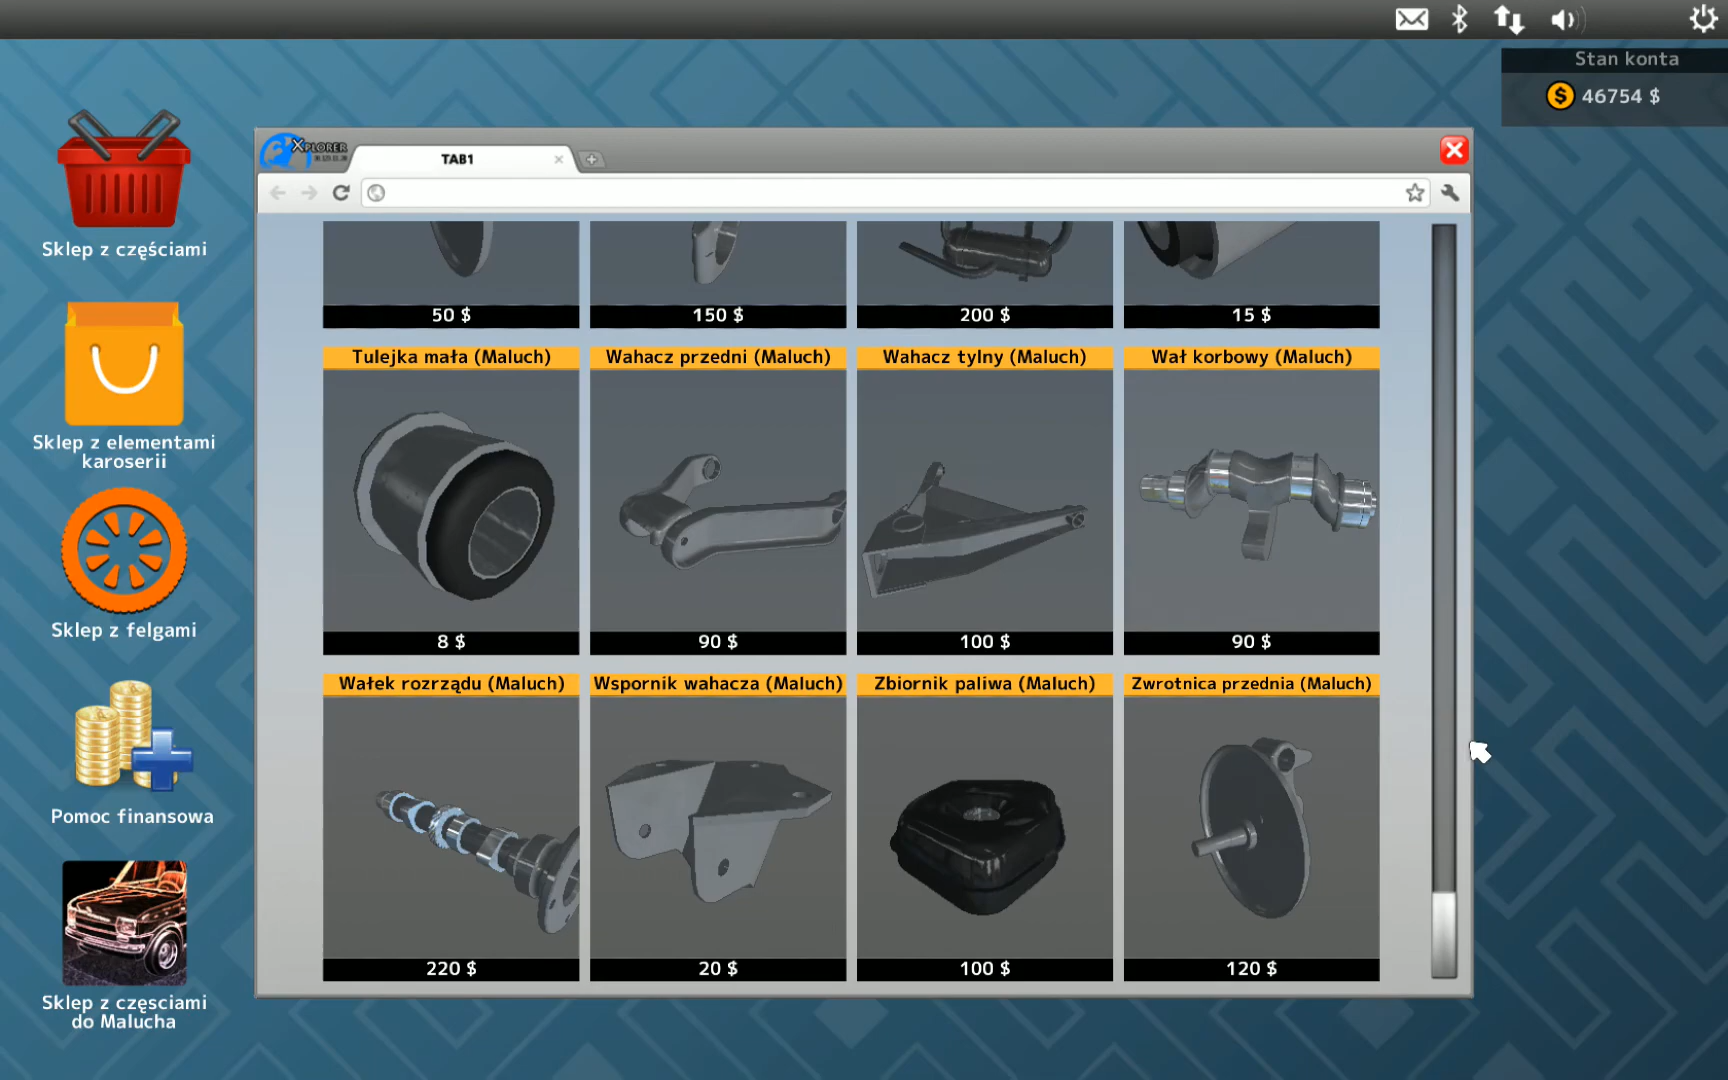 Stan konta
46754 $
Sklep z częściami
Sklep z elementami
karoserii
Sklep z felgami
Pomoc finansowa
Sklep z częsciami
do Malucha
XPLORER
TAB1
50 $
150 $
200 $
15 $
Tulejka mała (Maluch)
Wahacz przedni (Maluch)
Wahacz tylny (Maluch)
Wał korbowy (Maluch)
8 $
90 $
100 $
90 $
Wałek rozrządu (Maluch)
Wspornik wahacza (Maluch)
Zbiornik paliwa (Maluch)
Zwrotnica przednia (Maluch)
220 $
20 $
100 $
120 $